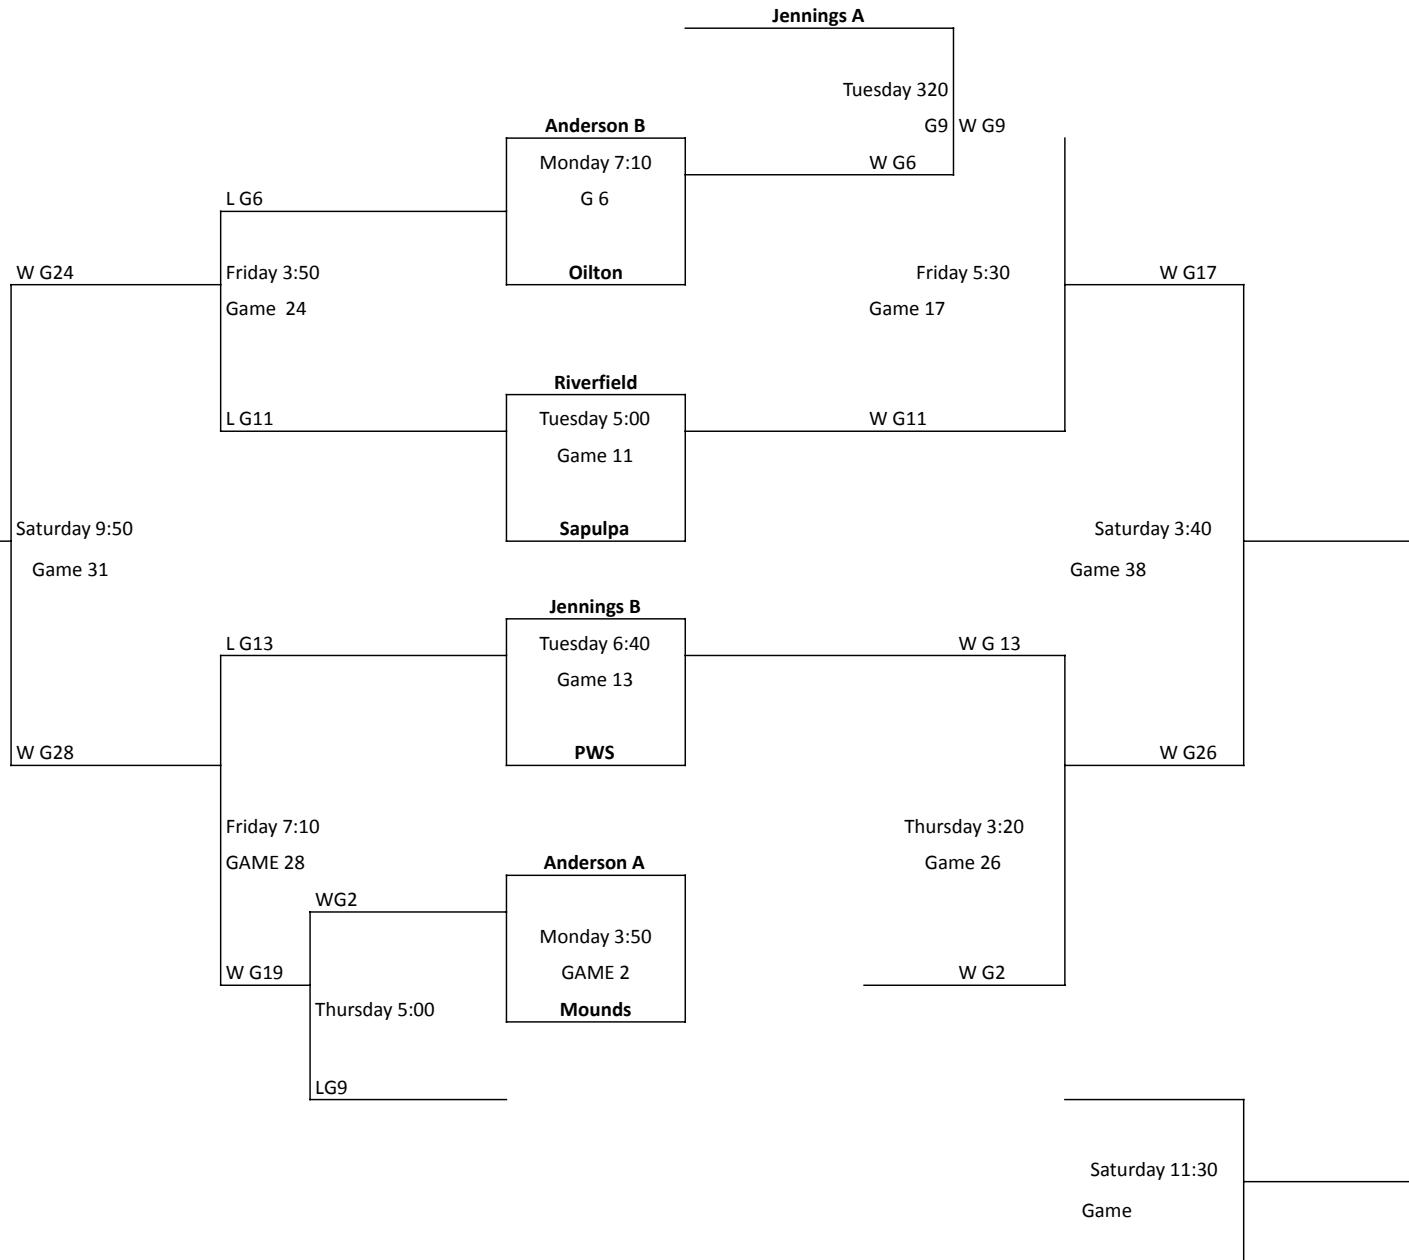 Jennings A
Tuesday 320
Anderson B
G9 W G9
Monday 7:10
W G6
L G6
G 6
W G24
Friday 3:50
Oilton
Friday 5:30
W G17
Game  24
Game 17
Riverfield
L G11
Tuesday 5:00
W G11
Game 11
Saturday 9:50
Sapulpa
Saturday 3:40
Game 31
Game 38
Jennings B
L G13
Tuesday 6:40
W G 13
Game 13
W G28
PWS
W G26
Friday 7:10
Thursday 3:20
GAME 28
Anderson A
Game 26
WG2
Monday 3:50
W G19
GAME 2
W G2
Thursday 5:00
Mounds
LG9
Saturday 11:30
Game